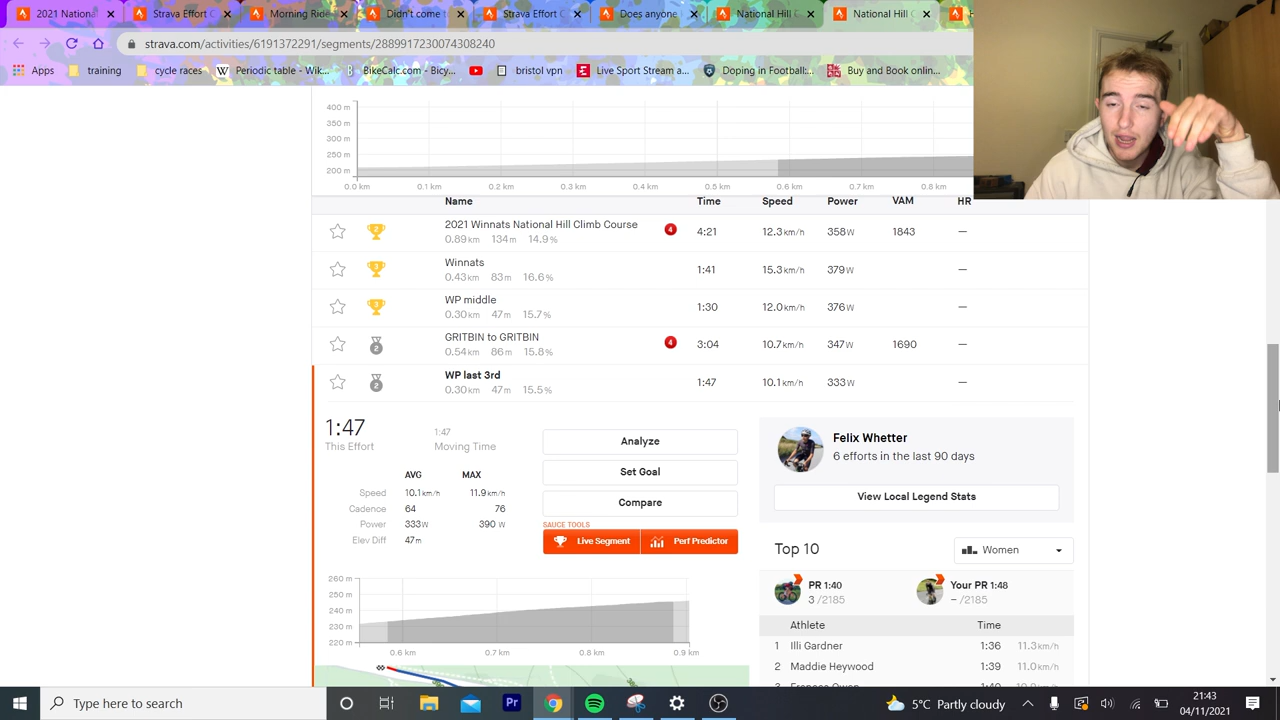 2021 National
Strava Effort C
Morning Ride
Didn't come t
Strava Effort C
Does anyone
National Hill C
National Hill C
strava.com/activities/6191372291/segments/2889917230074308240
Apps
training
cycle races
Periodic table - Wik...
BikeCalc.com - Bicy...
bristol vpn
Live Sport Stream a...
Doping in Football:...
Buy and Book onlin...
400 m
350 m
300 m
250 m
200 m
0.0 km 0.1 km 0.2 km 0.3 km 0.4 km 0.5 km 0.6 km 0.7 km 0.8 km
Name Time Speed Power VAM HR
2 2021 Winnats National Hill Climb Course 4 4:21 12.3km/h 358W 1843 —
0.89km 134m 14.9%
3 Winnats 1:41 15.3km/h 379W —
0.43km 83m 16.6%
3 WP middle 1:30 12.0km/h 376W —
0.30km 47m 15.7%
2 GRITBIN to GRITBIN 4 3:04 10.7km/h 347W 1690 —
0.54km 86m 15.8%
2 WP last 3rd 1:47 10.1km/h 333W —
0.30km 47m 15.5%
1:47
This Effort
1:47
Moving Time
AVG MAX
Speed 10.1km/h 11.9km/h
Cadence 64 76
Power 333W 390 W
Elev Diff 47m
Analyze
Set Goal
Compare
SAUCE TOOLS
Live Segment Perf Predictor
260 m
250 m
240 m
230 m
220 m
0.6 km 0.7 km 0.8 km 0.9 km
Felix Whetter
6 efforts in the last 90 days
View Local Legend Stats
Top 10 Women
PR 1:40 Your PR 1:48
3 /2185 – /2185
Athlete Time
1 Illi Gardner 1:36 11.3km/h
2 Maddie Heywood 1:39 11.0km/h
Type here to search
Pr
5°C Partly cloudy
21:43
04/11/2021